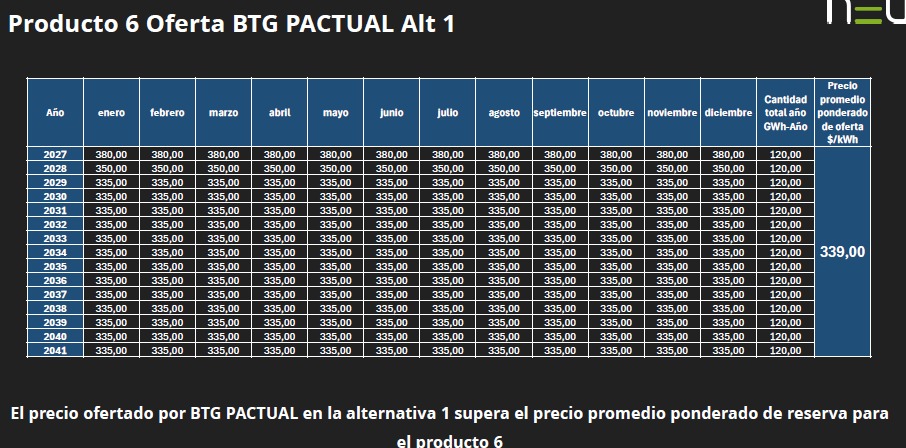 Producto 6 Oferta BTG PACTUAL Alt 1
Año enero febrero marzo abril mayo junio julio agosto septiembre octubre noviembre diciembre Cantidad total año GWh-Año Precio promedio ponderado de oferta $/kWh
2027 380,00 380,00 380,00 380,00 380,00 380,00 380,00 380,00 380,00 380,00 380,00 380,00 120,00
2028 350,00 350,00 350,00 350,00 350,00 350,00 350,00 350,00 350,00 350,00 350,00 350,00 120,00
2029 335,00 335,00 335,00 335,00 335,00 335,00 335,00 335,00 335,00 335,00 335,00 335,00 120,00
2030 335,00 335,00 335,00 335,00 335,00 335,00 335,00 335,00 335,00 335,00 335,00 335,00 120,00
2031 335,00 335,00 335,00 335,00 335,00 335,00 335,00 335,00 335,00 335,00 335,00 335,00 120,00
2032 335,00 335,00 335,00 335,00 335,00 335,00 335,00 335,00 335,00 335,00 335,00 335,00 120,00
2033 335,00 335,00 335,00 335,00 335,00 335,00 335,00 335,00 335,00 335,00 335,00 335,00 120,00
2034 335,00 335,00 335,00 335,00 335,00 335,00 335,00 335,00 335,00 335,00 335,00 335,00 120,00 339,00
2035 335,00 335,00 335,00 335,00 335,00 335,00 335,00 335,00 335,00 335,00 335,00 335,00 120,00
2036 335,00 335,00 335,00 335,00 335,00 335,00 335,00 335,00 335,00 335,00 335,00 335,00 120,00
2037 335,00 335,00 335,00 335,00 335,00 335,00 335,00 335,00 335,00 335,00 335,00 335,00 120,00
2038 335,00 335,00 335,00 335,00 335,00 335,00 335,00 335,00 335,00 335,00 335,00 335,00 120,00
2039 335,00 335,00 335,00 335,00 335,00 335,00 335,00 335,00 335,00 335,00 335,00 335,00 120,00
2040 335,00 335,00 335,00 335,00 335,00 335,00 335,00 335,00 335,00 335,00 335,00 335,00 120,00
2041 335,00 335,00 335,00 335,00 335,00 335,00 335,00 335,00 335,00 335,00 335,00 335,00 120,00
El precio ofertado por BTG PACTUAL en la alternativa 1 supera el precio promedio ponderado de reserva para
el producto 6